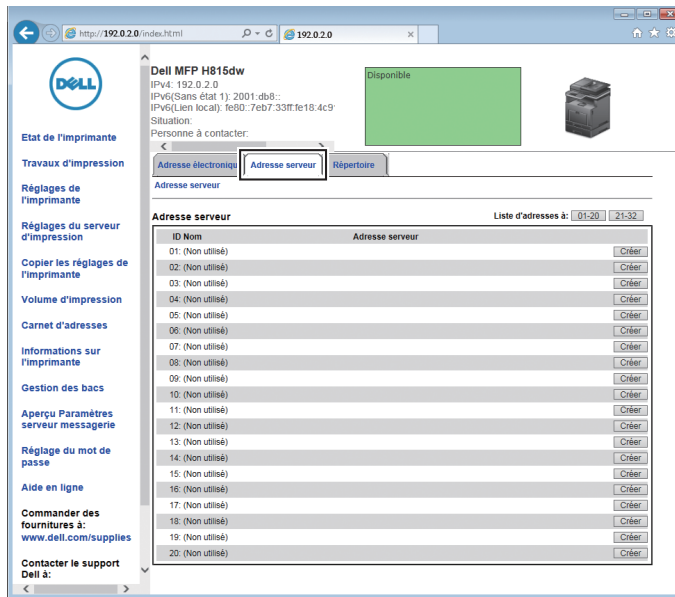 http://192.0.2.0/index.html
192.0.2.0
DELL
Etat de l'imprimante
Travaux d'impression
Réglages de
l'imprimante
Réglages du serveur
d'impression
Copier les réglages de
l'imprimante
Volume d'impression
Carnet d'adresses
Informations sur
l'imprimante
Gestion des bacs
Aperçu Paramètres
serveur messagerie
Réglage du mot de
passe
Aide en ligne
Commander des
fournitures à:
www.dell.com/supplies
Contacter le support
Dell à:
Dell MFP H815dw
IPv4: 192.0.2.0
IPv6(Sans état 1): 2001:db8::
IPv6(Lien local): fe80::7eb7:33ff:fe18:4c9
Situation:
Personne à contacter:
Disponible
Adresse électroniqu
Adresse serveur
Répertoire
Adresse serveur
Adresse serveur
Liste d'adresses à: 01-20 21-32
ID Nom Adresse serveur
01: (Non utilisé) Créer
02: (Non utilisé) Créer
03: (Non utilisé) Créer
04: (Non utilisé) Créer
05: (Non utilisé) Créer
06: (Non utilisé) Créer
07: (Non utilisé) Créer
08: (Non utilisé) Créer
09: (Non utilisé) Créer
10: (Non utilisé) Créer
11: (Non utilisé) Créer
12: (Non utilisé) Créer
13: (Non utilisé) Créer
14: (Non utilisé) Créer
15: (Non utilisé) Créer
16: (Non utilisé) Créer
17: (Non utilisé) Créer
18: (Non utilisé) Créer
19: (Non utilisé) Créer
20: (Non utilisé) Créer